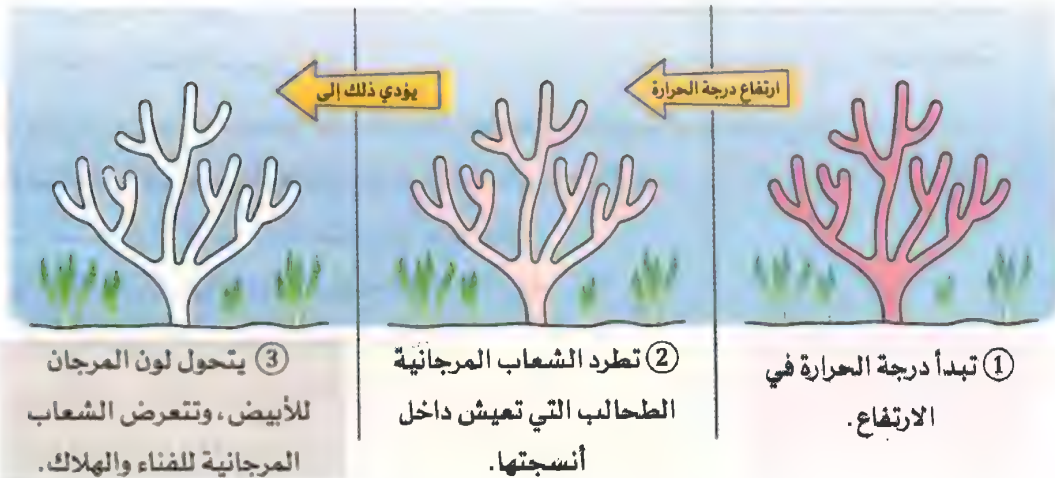 ارتفاع درجة الحرارة
يؤدي ذلك إلى
① تبدأ درجة الحرارة في
الارتفاع.
② تطرد الشعاب المرجانية
الطحالب التي تعيش داخل
أنسجتها.
③ يتحول لون المرجان
للأبيض، وتتعرض الشعاب
المرجانية للفناء والهلاك.